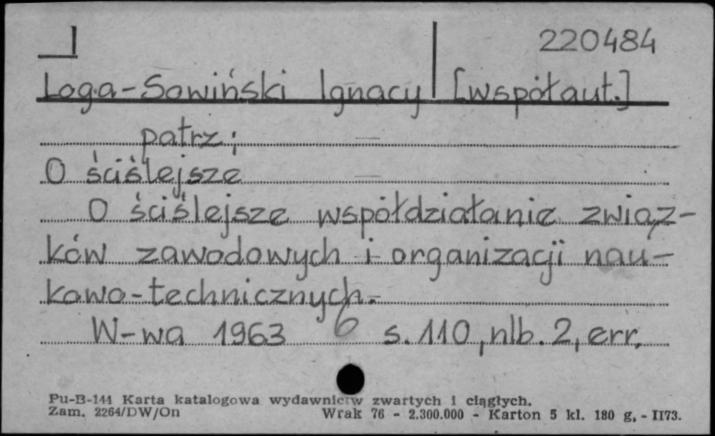 220484
Loga-Sowiński Ignacy [współaut.]
patrz:
O ściślejsze
O ściślejsze współdziałanie związ-
ków zawodowych i organizacji nau-
kowo-technicznych.-
W-wa 1963 6 s. 110, nlb. 2, err.
Pu-B-144 Karta katalogowa wydawnictw zwartych i ciągłych.
Zam. 2264/DW/On Wrak 76 - 2.300.000 - Karton 5 kl. 180 g. - II73.